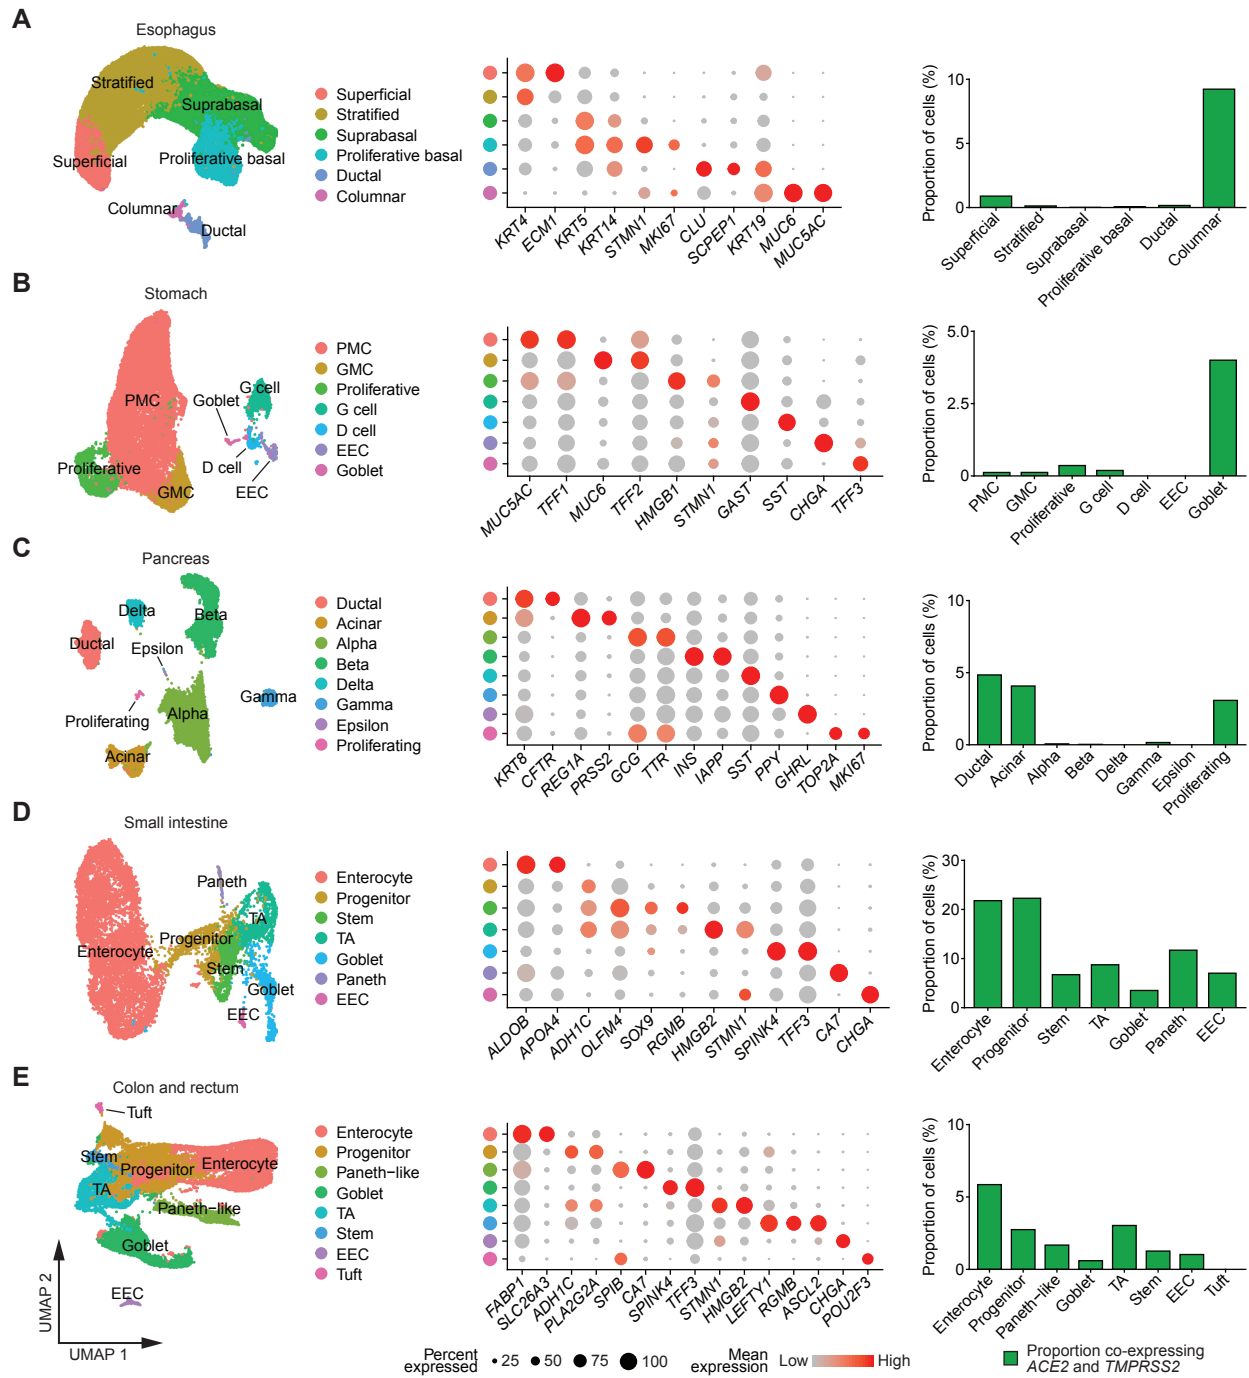 A
Esophagus
Stratified
Suprabasal
Superficial
Proliferative basal
Columnar
Ductal
Superficial
Stratified
Suprabasal
Proliferative basal
Ductal
Columnar
KRT4
ECM1
KRT5
KRT14
STMN1
MKI67
CLU
SCPEP1
KRT19
MUC6
MUC5AC
Proportion of cells (%)
10
5
0
Superficial
Stratified
Suprabasal
Proliferative basal
Ductal
Columnar
B
Stomach
PMC
Goblet
G cell
Proliferative
D cell
GMC
EEC
PMC
GMC
Proliferative
G cell
D cell
EEC
Goblet
MUC5AC
TFF1
MUC6
TFF2
HMGB1
STMN1
GAST
SST
CHGA
TFF3
Proportion of cells (%)
5.0
2.5
0
PMC
GMC
Proliferative
G cell
D cell
EEC
Goblet
C
Pancreas
Delta
Beta
Ductal
Epsilon
Gamma
Proliferating
Alpha
Acinar
Ductal
Acinar
Alpha
Beta
Delta
Gamma
Epsilon
Proliferating
KRT8
CFTR
REG1A
PRSS2
GCG
TTR
INS
IAPP
SST
PPY
GHRL
TOP2A
MKI67
Proportion of cells (%)
10
5
0
Ductal
Acinar
Alpha
Beta
Delta
Gamma
Epsilon
Proliferating
D
Small intestine
Paneth
TA
Progenitor
Enterocyte
Stem
Goblet
EEC
Enterocyte
Progenitor
Stem
TA
Goblet
Paneth
EEC
ALDOB
APOA4
ADH1C
OLFM4
SOX9
RGMB
HMGB2
STMN1
SPINK4
TFF3
CA7
CHGA
Proportion of cells (%)
30
20
10
0
Enterocyte
Progenitor
Stem
TA
Goblet
Paneth
EEC
E
Colon and rectum
Tuft
Stem
Progenitor
Enterocyte
TA
Paneth-like
Goblet
EEC
UMAP 2
UMAP 1
Enterocyte
Progenitor
Paneth-like
Goblet
TA
Stem
EEC
Tuft
FABP1
SLC26A3
ADH1C
PLA2G2A
SPIB
CA7
SPINK4
TFF3
STMN1
HMGB2
LEFTY1
RGMB
ASCL2
CHGA
POU2F3
Proportion of cells (%)
10
5
0
Enterocyte
Progenitor
Paneth-like
Goblet
TA
Stem
EEC
Tuft
Percent
expressed
25
50
75
100
Mean
expression
Low
High
Proportion co-expressing
ACE2 and TMPRSS2